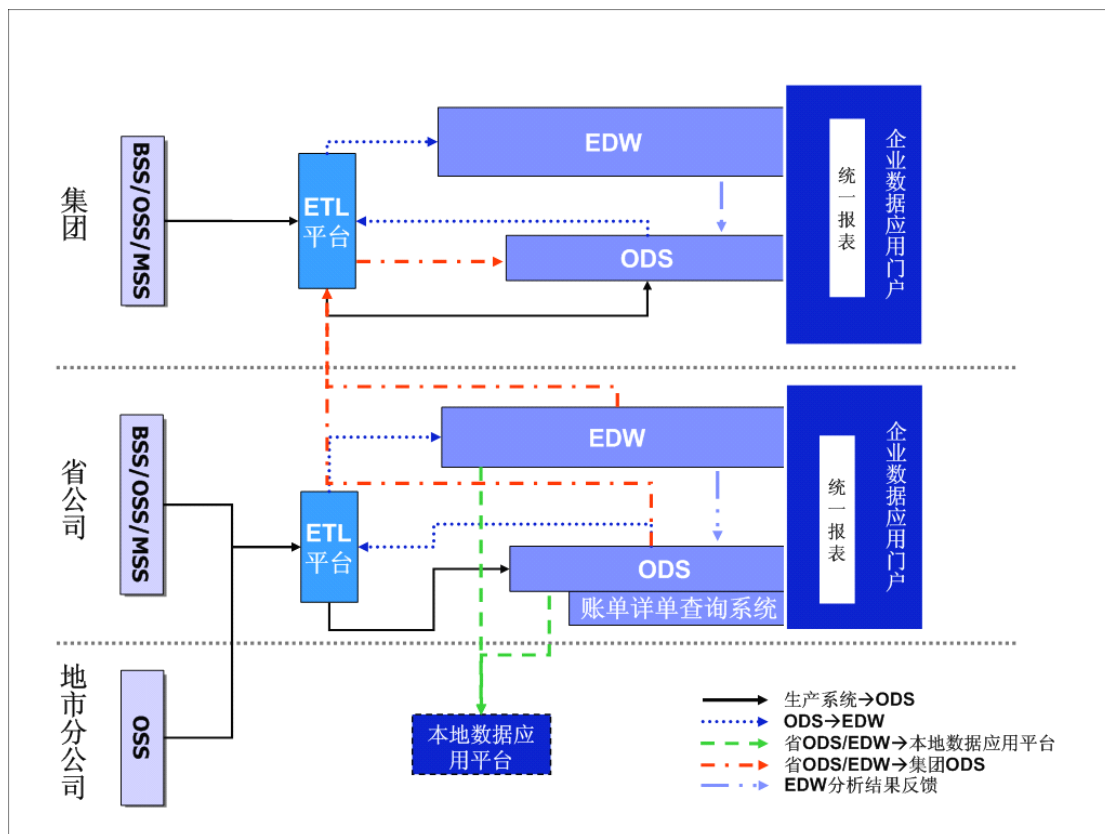 集团
BSS/OSS/MSS
ETL
平台
EDW
ODS
统一报表
企业数据应用门户
省公司
BSS/OSS/MSS
ETL
平台
EDW
ODS
账单详单查询系统
统一报表
企业数据应用门户
地市分公司
OSS
本地数据应
用平台
生产系统→ODS
ODS→EDW
省ODS/EDW→本地数据应用平台
省ODS/EDW→集团ODS
EDW分析结果反馈